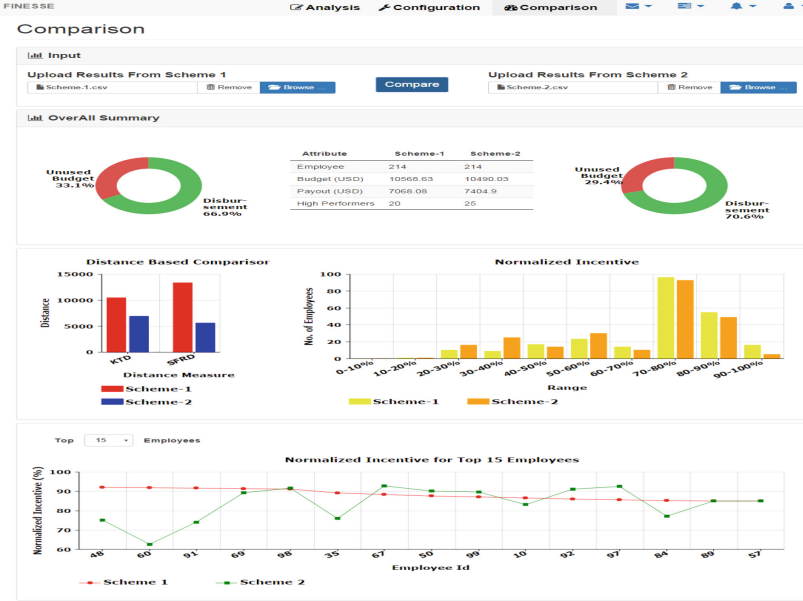 FINESSE Analysis Configuration Comparison
Comparison
Input
Upload Results From Scheme 1
Scheme-1.csv Remove Browse ...
Compare
Upload Results From Scheme 2
Scheme-2.csv Remove Browse ...
OverAll Summary
Unused
Budget
33.1%
Disbur-
sement
66.9%
Attribute Scheme-1 Scheme-2
Employee 214 214
Budget (USD) 10568.63 10490.03
Payout (USD) 7068.08 7404.9
High Performers 20 25
Unused
Budget
29.4%
Disbur-
sement
70.6%
Distance Based Comparisor
15000
10000
5000
0
Distance
KTD SFRD
Distance Measure
Scheme-1
Scheme-2
Normalized Incentive
100
80
60
40
20
0
No. of Employees
0-10% 10-20% 20-30% 30-40% 40-50% 50-60% 60-70% 70-80% 80-90% 90-100%
Range
Scheme-1 Scheme-2
Top 15 Employees
Normalized Incentive for Top 15 Employees
100
90
80
70
60
Normalized Incentive (%)
48 60 91 69 98 35 67 50 99 10 92 97 84 89 57
Employee Id
Scheme 1 Scheme 2